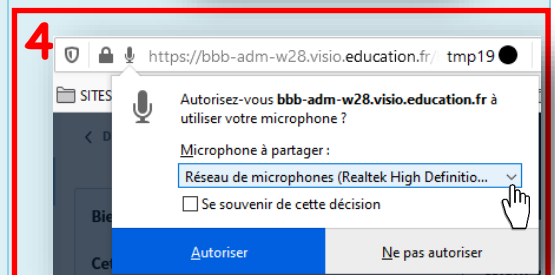 4
https://bbb-adm-w28.visio.education.fr/ tmp19
SITES
Autorisez-vous bbb-adm-w28.visio.education.fr à
utiliser votre microphone ?
Microphone à partager :
Réseau de microphones (Realtek High Definitio...
Se souvenir de cette décision
Bie
Autoriser Ne pas autoriser
Cet